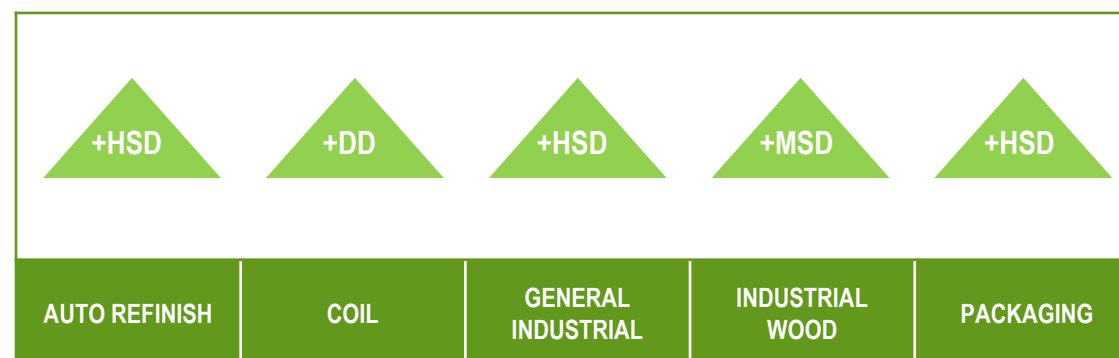 +HSD
+DD
+HSD
+MSD
+HSD
AUTO REFINISH
COIL
GENERAL
INDUSTRIAL
INDUSTRIAL
WOOD
PACKAGING